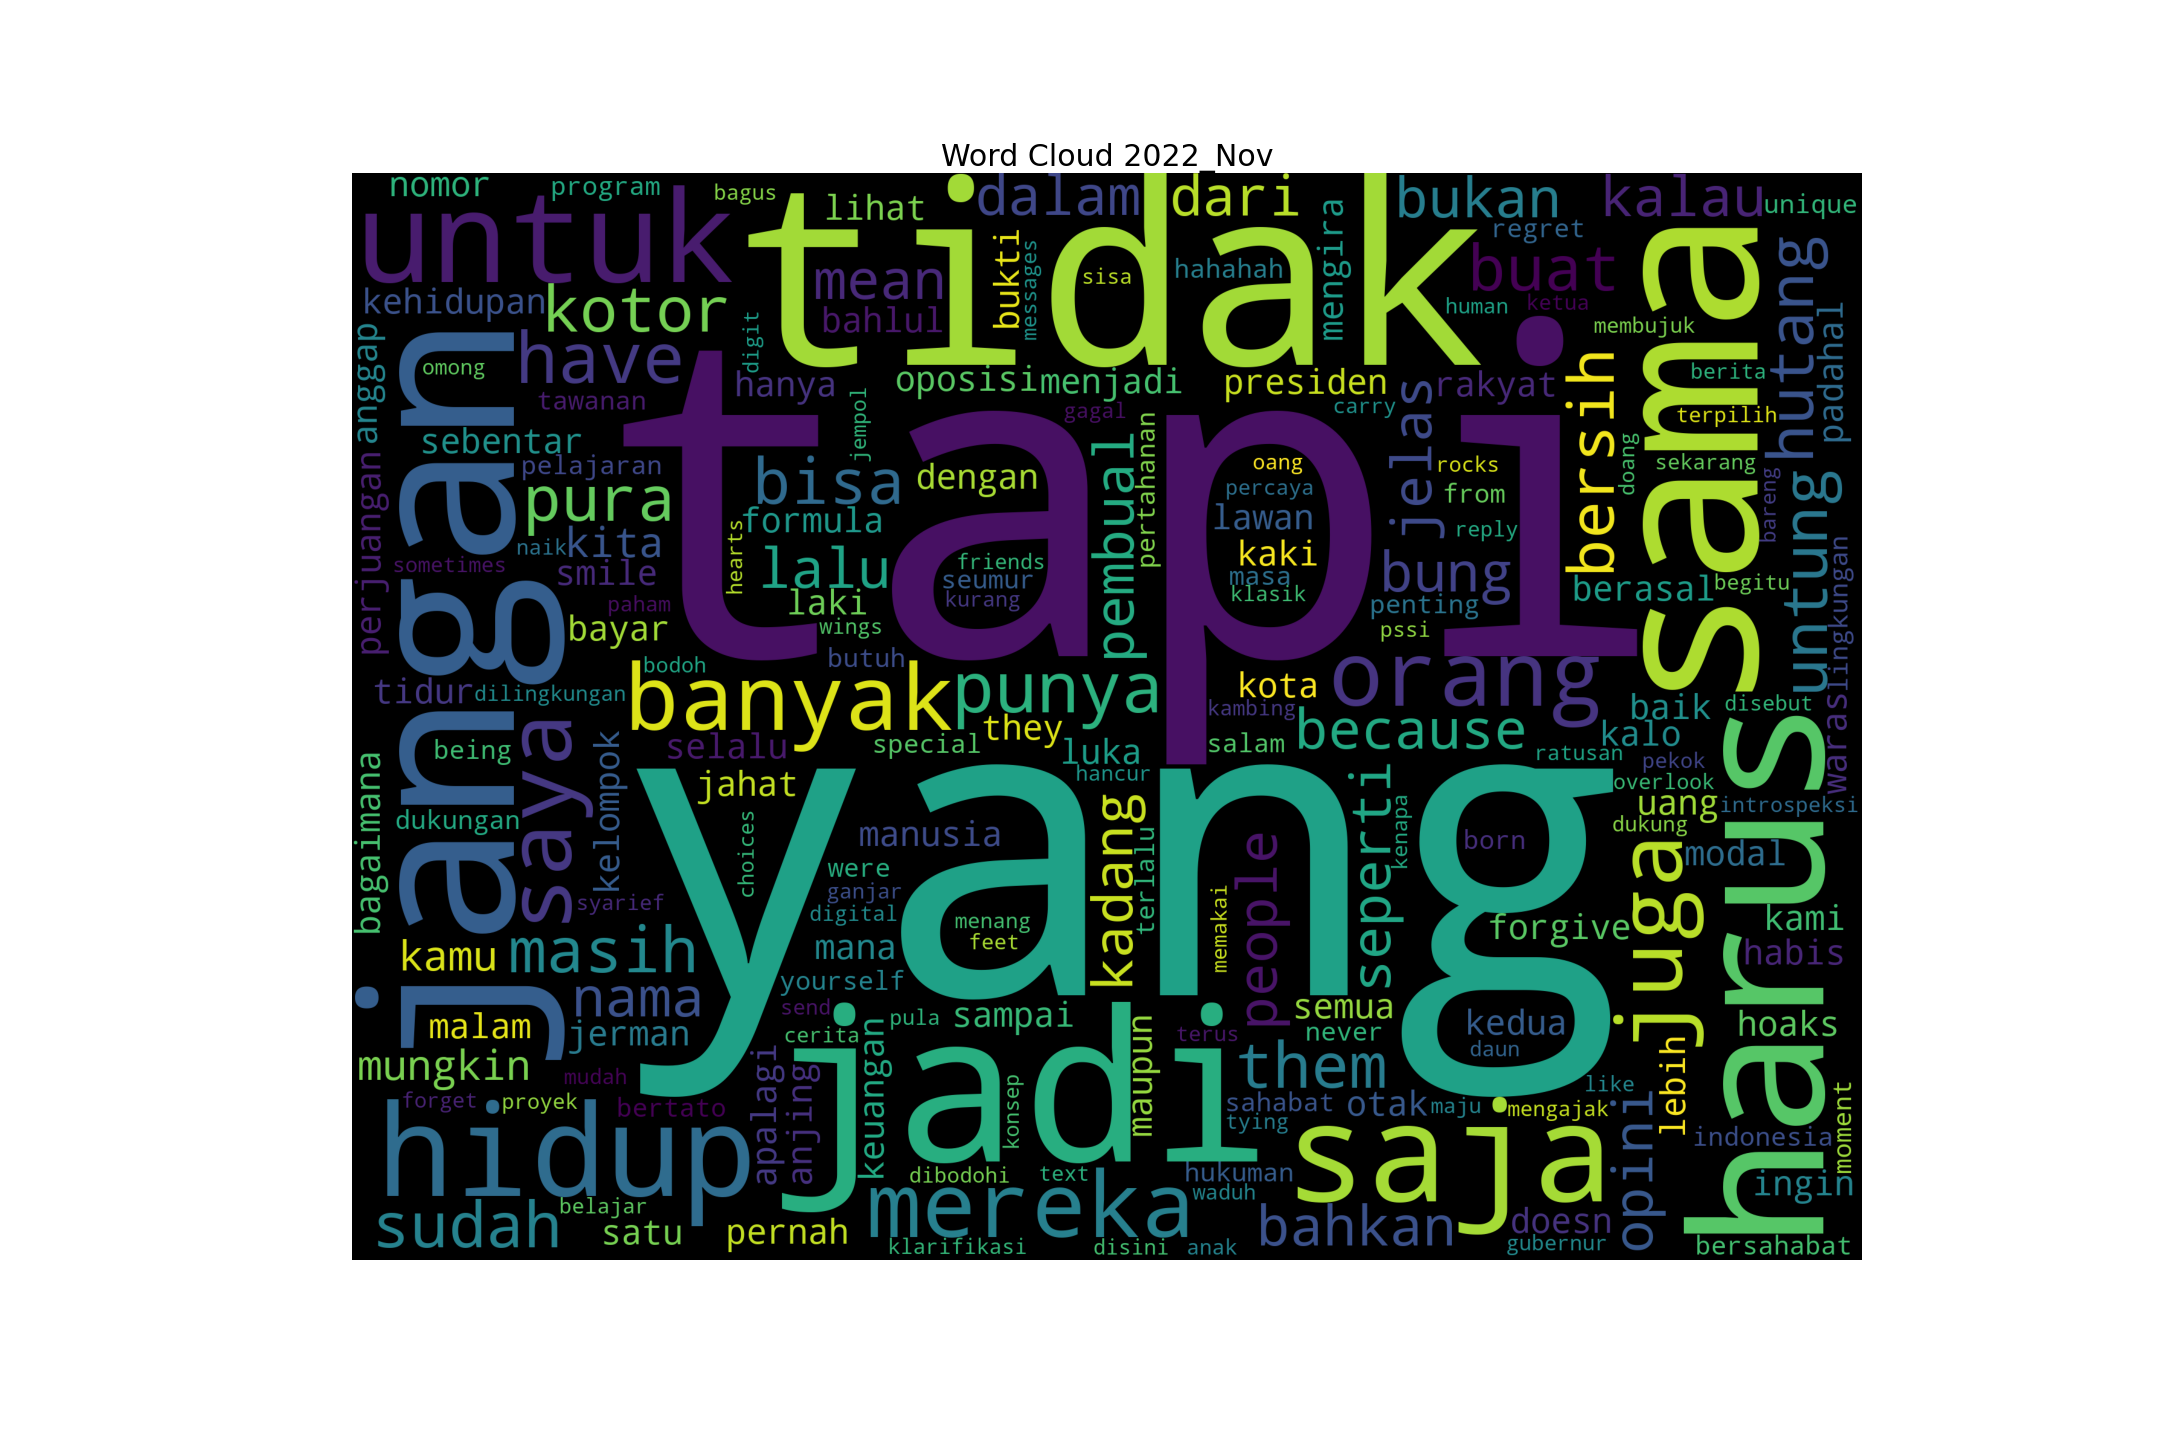 Word Cloud 2022_Nov
nomor
program
bagus
lihat
tidak
dalam
dari
bukan
kalau
unique
untuk
regret
kehidupan
kotor
mean
bahlul
bukti
messages
sisa
hahahah
mengira
buat
human
ketua
membujuk
sama
hutang
padahal
anggap
omong
have
tawanan
digit
hanya
jempol
oposisi
menjadi
gagal
presiden
carry
rakyat
bersih
berita
terpilih
jangan
sebentar
pelajaran
pura
tapi
bisa
formula
dengan
pembual
pertahanan
oang
percaya
lawan
jelas
rocks
from
reply
doang
sekarang
bareng
untung
perjuangan
sometimes
naik
kita
smile
paham
bayar
hearts
lalu
laki
wings
friends
seumur
kurang
kaki
masa
klasik
bung
penting
pssi
berasal
begitu
waraslingkungan
tidur
dilingkungan
bodoh
butuh
banyak
punya
kota
kambing
orang
baik
disebut
being
saya
kelompok
selalu
special
they
luka
hancur
salam
because
ratusan
kalo
pekok
overlook
jahat
yang
uang
introspeksi
bagaimana
dukungan
syarief
choices
manusia
were
ganjar
digital
menang
feet
kadang
terlalu
memakai
people
seperti
kenapa
born
forgive
dukung
juga
modal
harus
kami
habis
kamu
masih
mana
yourself
nama
malam
jerman
send
cerita
pula
sampai
semua
never
terus
kedua
daun
hoaks
mungkin
mudah
forget
proyek
bertato
apalagi
anjing
keuangan
jadi
konsep
maupun
them
sahabat
tying
otak
maju
like
mengajak
lebih
indonesia
moment
hidup
dibodohi
text
hukuman
waduh
saja
opini
ingin
sudah
belajar
satu
pernah
mereka
klarifikasi
disini
anak
bahkan
doesn
gubernur
bersahabat